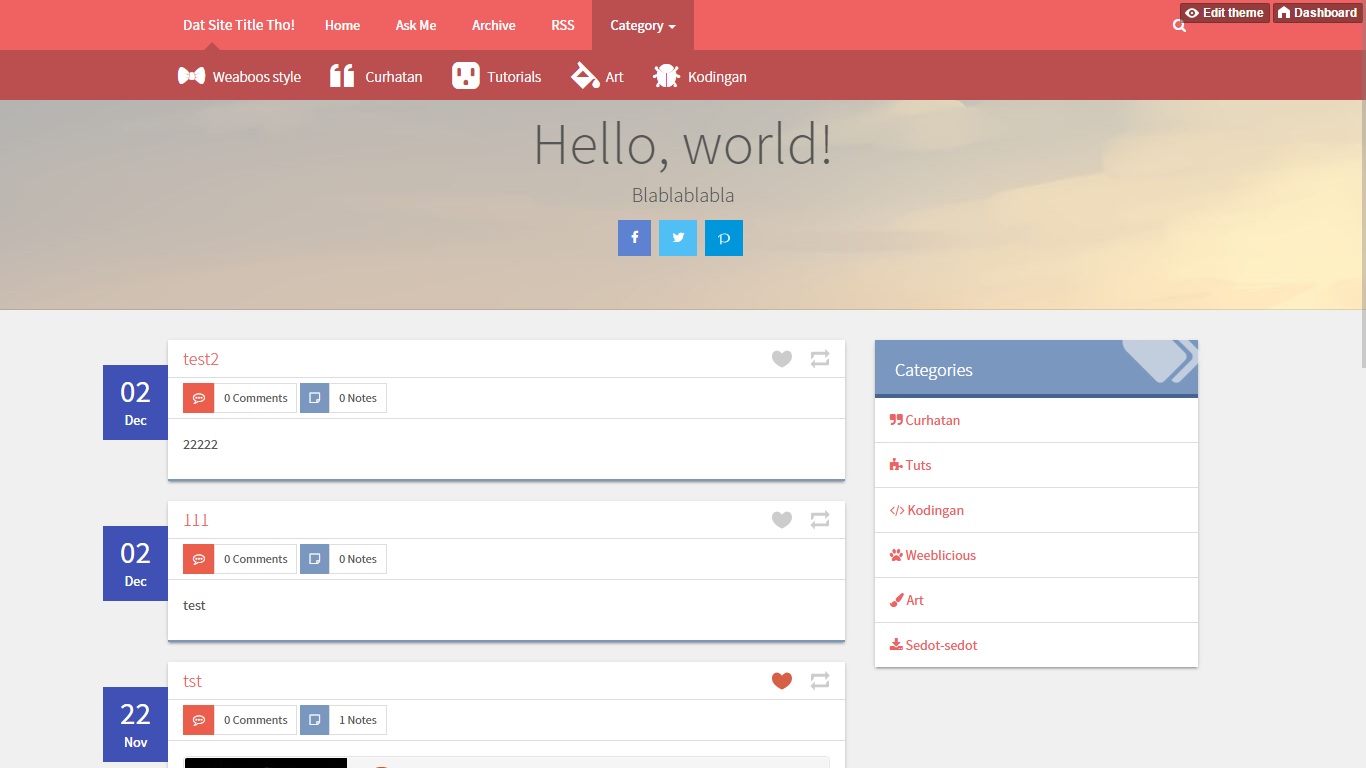 Dat Site Title Tho! Home Ask Me Archive RSS Category Edit theme Dashboard
Weaboos style Curhatan Tutorials Art Kodingan
Hello, world!
Blablablabla
test2
02
Dec
0 Comments 0 Notes
22222
111
02
Dec
0 Comments 0 Notes
test
tst
22
Nov
0 Comments 1 Notes
Categories
Curhatan
Tuts
Kodingan
Weeblicious
Art
Sedot-sedot